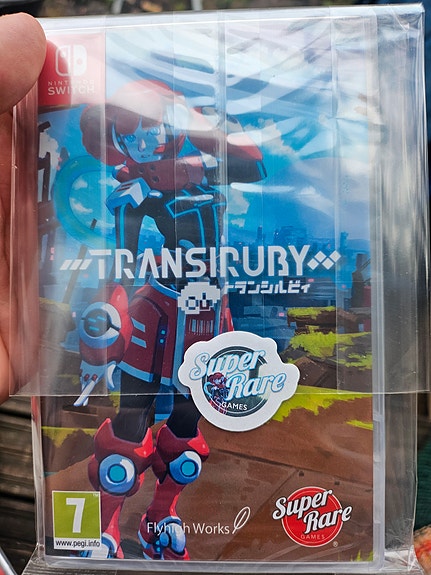 NINTENDO
SWITCH
TRANSIRUBY
トランシルビィ
Super
Rare
GAMES
7
www.pegi.info
Flyhigh Works
Super
Rare
GAMES